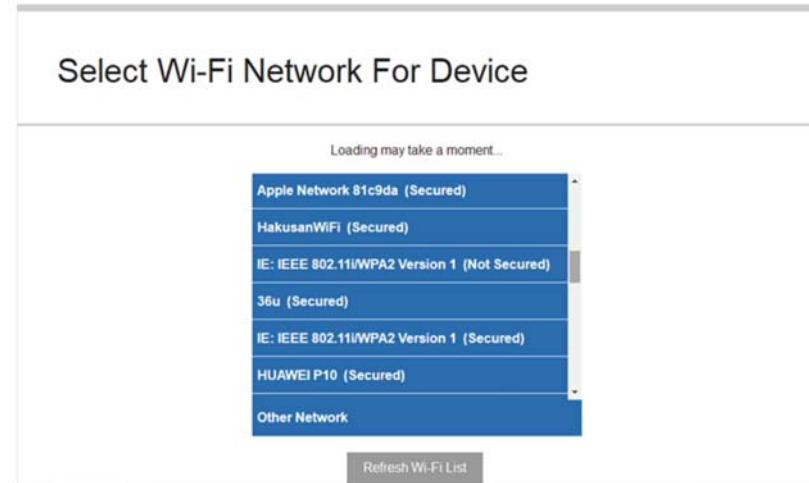 Select Wi-Fi Network For Device
Loading may take a moment...
Apple Network 81c9da (Secured)
HakusanWiFi (Secured)
IE: IEEE 802.11i/WPA2 Version 1 (Not Secured)
36u (Secured)
IE: IEEE 802.11i/WPA2 Version 1 (Secured)
HUAWEI P10 (Secured)
Other Network
Refresh Wi-Fi List